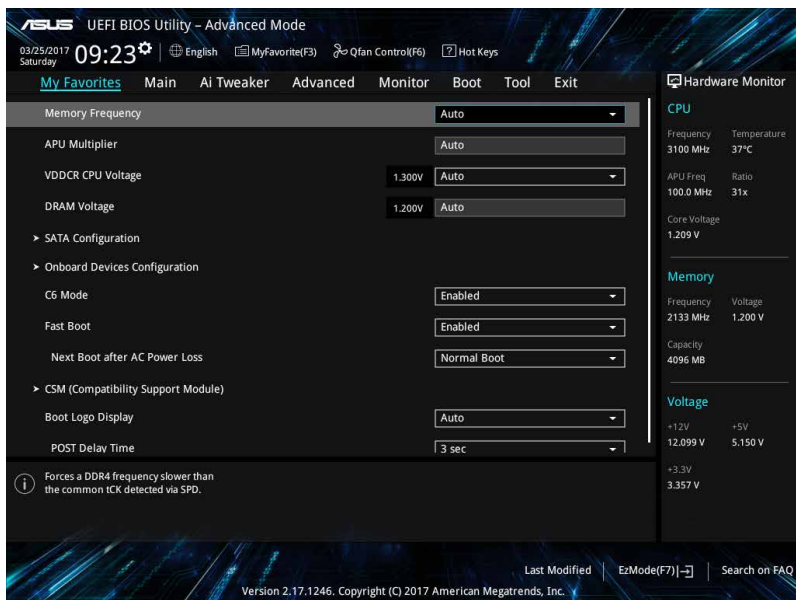 ASUS UEFI BIOS Utility – Advanced Mode
03/25/2017
Saturday
09:23 English MyFavorite(F3) Qfan Control(F6) ? Hot Keys
My Favorites Main Ai Tweaker Advanced Monitor Boot Tool Exit
Memory Frequency Auto
APU Multiplier Auto
VDDCR CPU Voltage 1.300V Auto
DRAM Voltage 1.200V Auto
> SATA Configuration
> Onboard Devices Configuration
C6 Mode Enabled
Fast Boot Enabled
Next Boot after AC Power Loss Normal Boot
> CSM (Compatibility Support Module)
Boot Logo Display Auto
POST Delay Time 3 sec
i Forces a DDR4 frequency slower than
the common tCK detected via SPD.
Hardware Monitor
CPU
Frequency Temperature
3100 MHz 37°C
APU Freq Ratio
100.0 MHz 31x
Core Voltage
1.209 V
Memory
Frequency Voltage
2133 MHz 1.200 V
Capacity
4096 MB
Voltage
+12V +5V
12.099 V 5.150 V
+3.3V
3.357 V
Last Modified EzMode(F7) Search on FAQ
Version 2.17.1246. Copyright (C) 2017 American Megatrends, Inc.